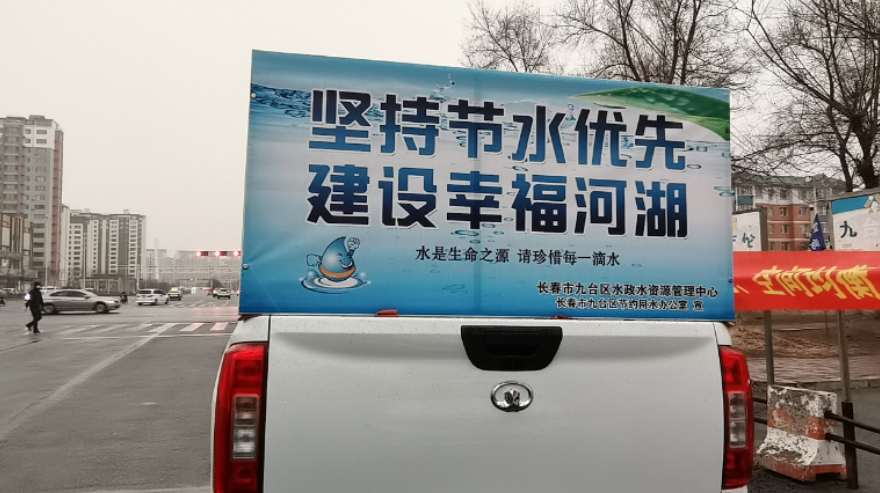 坚持节水优先
建设幸福河湖
水是生命之源 请珍惜每一滴水
长春市九台区水政水资源管理中心
长春市九台区节约用水办公室 宣
九